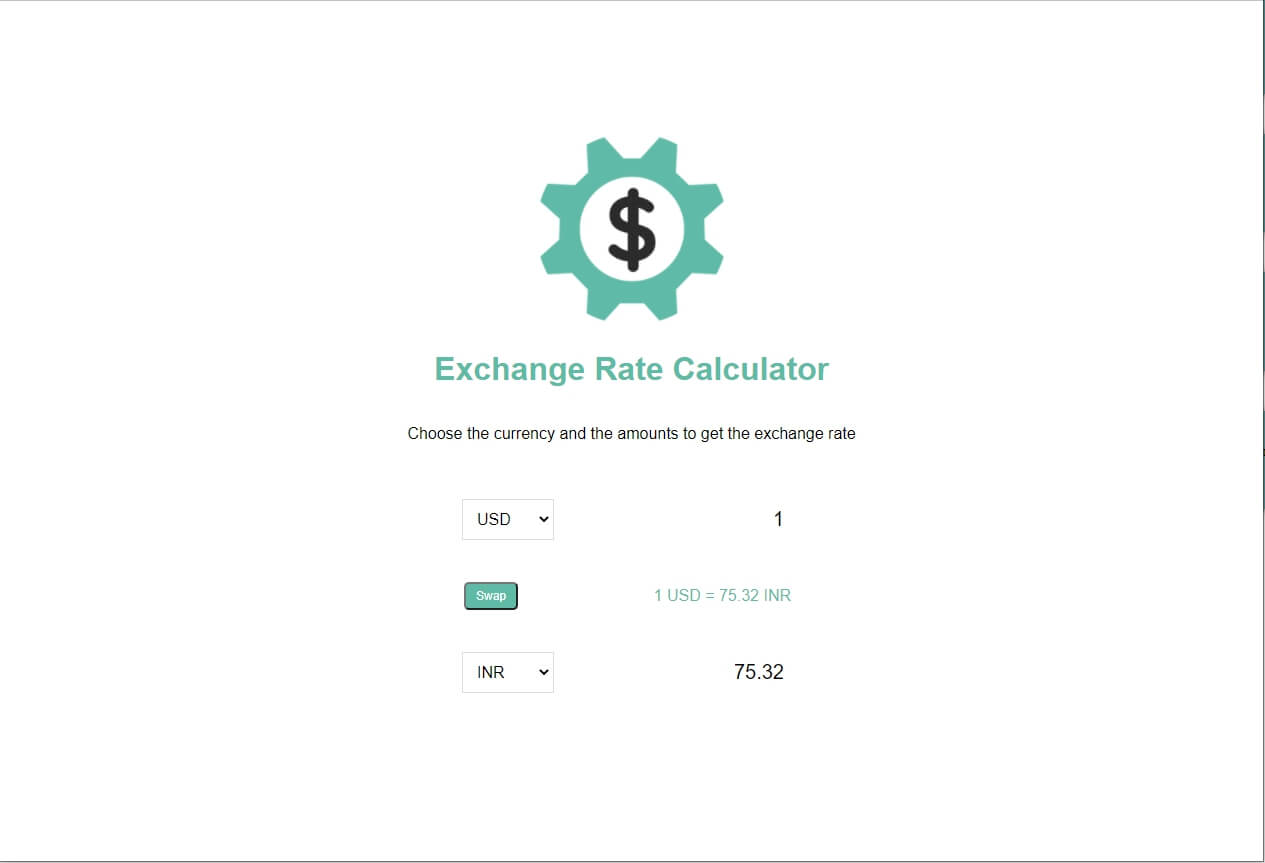 $
Exchange Rate Calculator
Choose the currency and the amounts to get the exchange rate
USD 1
Swap 1 USD = 75.32 INR
INR 75.32